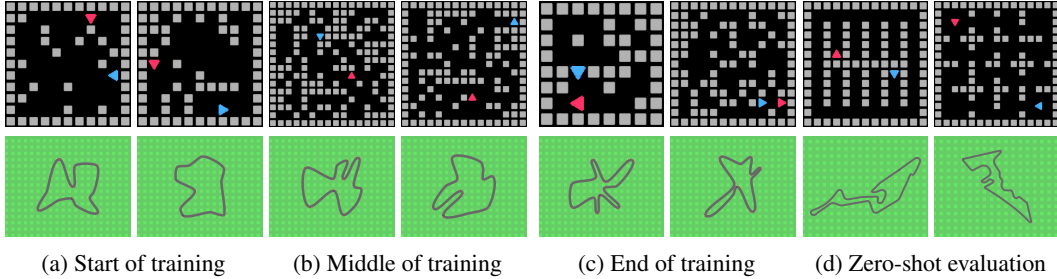 (a) Start of training
(b) Middle of training
(c) End of training
(d) Zero-shot evaluation